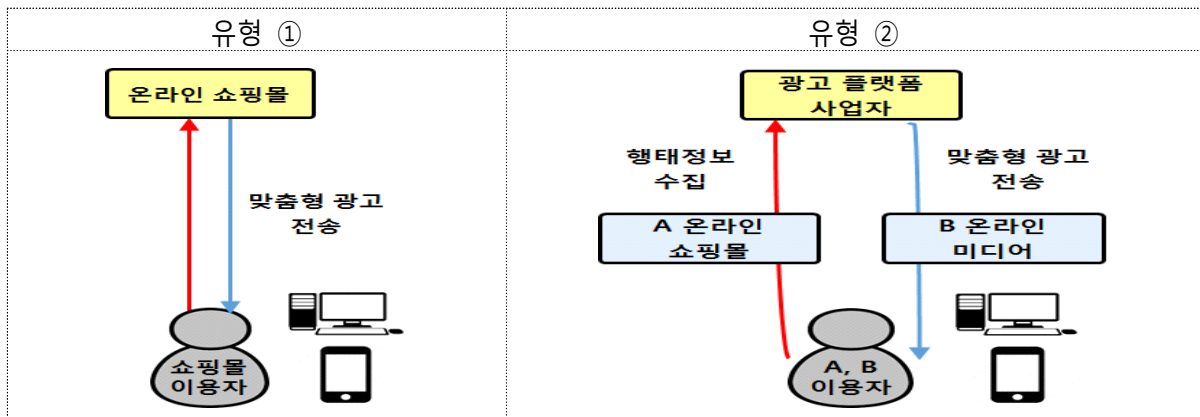 유형 ①
유형 ②
온라인 쇼핑몰
맞춤형 광고
전송
쇼핑몰
이용자
광고 플랫폼
사업자
행태정보
수집
맞춤형 광고
전송
A 온라인
쇼핑몰
B 온라인
미디어
A, B
이용자